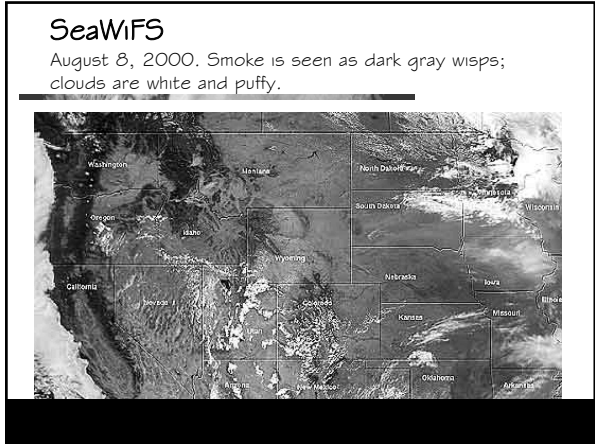 SeaWiFS
August 8, 2000. Smoke is seen as dark gray wisps;
clouds are white and puffy.
Washington
Montana
North Dakota
Oregon
Idaho
South Dakota
Wisconsin
Wyoming
California
Nevada
Nebraska
Iowa
Utah
Colorado
Kansas
Missouri
Illinois
Arizona
New Mexico
Oklahoma
Arkansas